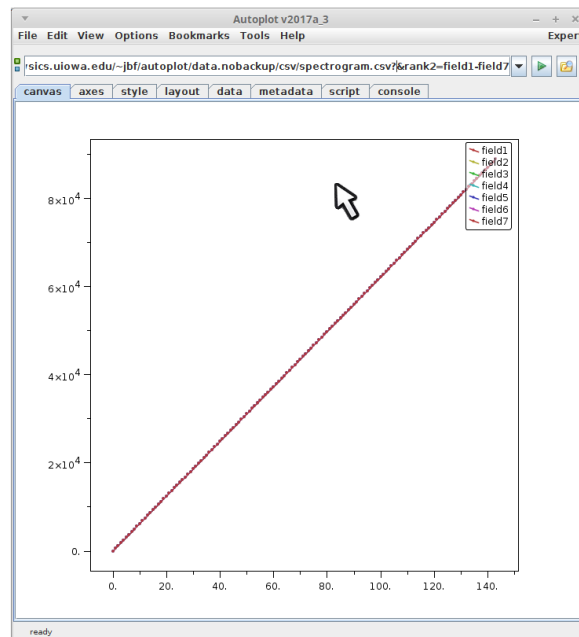 Autoplot v2017a_3
File Edit View Options Bookmarks Tools Help Exper
sics.uiowa.edu/~jbf/autoplot/data.nobackup/csv/spectrogram.csv?&rank2=field1-field7
canvas axes style layout data metadata script console
field1
field2
field3
field4
field5
field6
field7
8×10⁴
6×10⁴
4×10⁴
2×10⁴
0.
0. 20. 40. 60. 80. 100. 120. 140.
ready